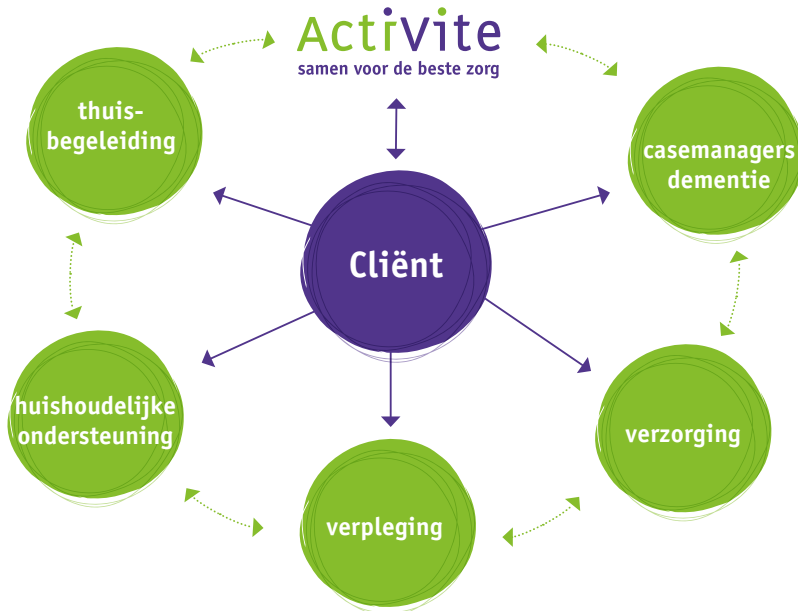 ActiVite
samen voor de beste zorg
thuis-
begeleiding
casemanagers
dementie
Cliënt
huishoudelijke
ondersteuning
verzorging
verpleging